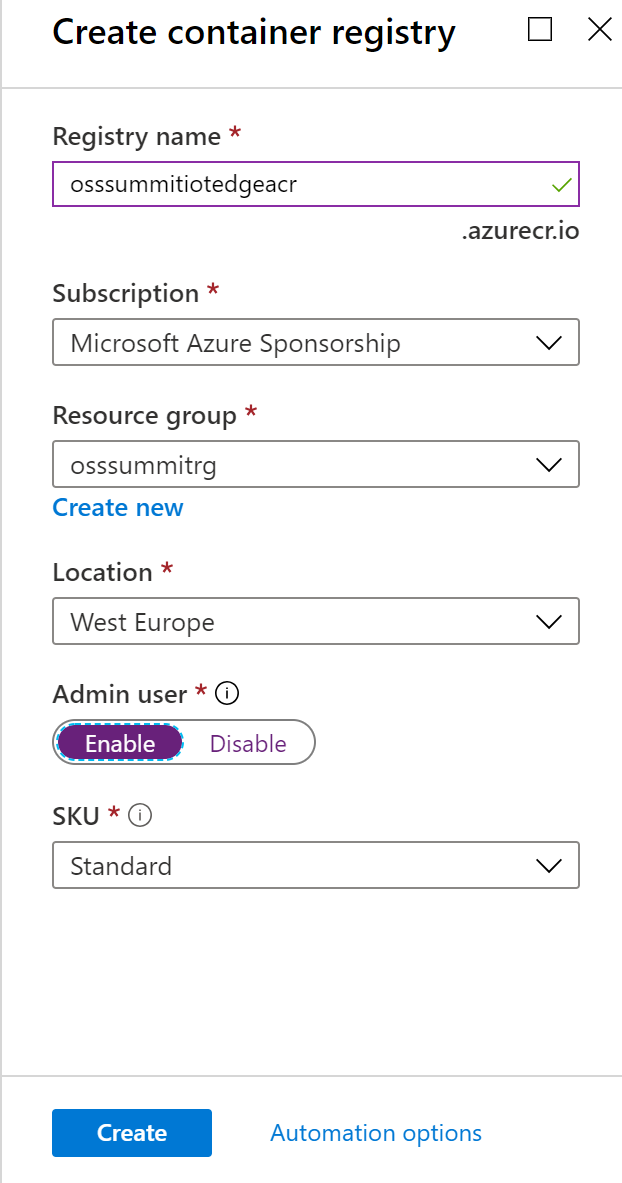 Create container registry
Registry name *
osssummitiotedgeacr
.azurecr.io
Subscription *
Microsoft Azure Sponsorship
Resource group *
osssummitrg
Create new
Location *
West Europe
Admin user *
Enable Disable
SKU *
Standard
Create Automation options